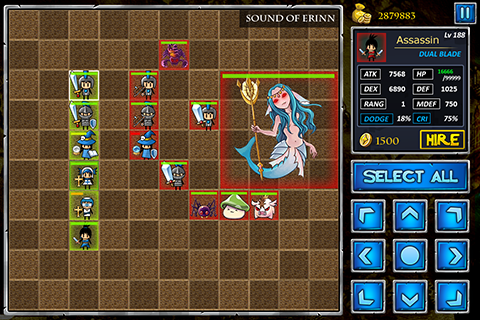 SOUND OF ERINN
2879883
Assassin
Lv 188
DUAL BLADE
ATK 7568 HP 16666/99999
DEX 6890 DEF 1025
RANG 1 MDEF 750
DODGE 18% CRI 75%
1500 HIRE
SELECT ALL